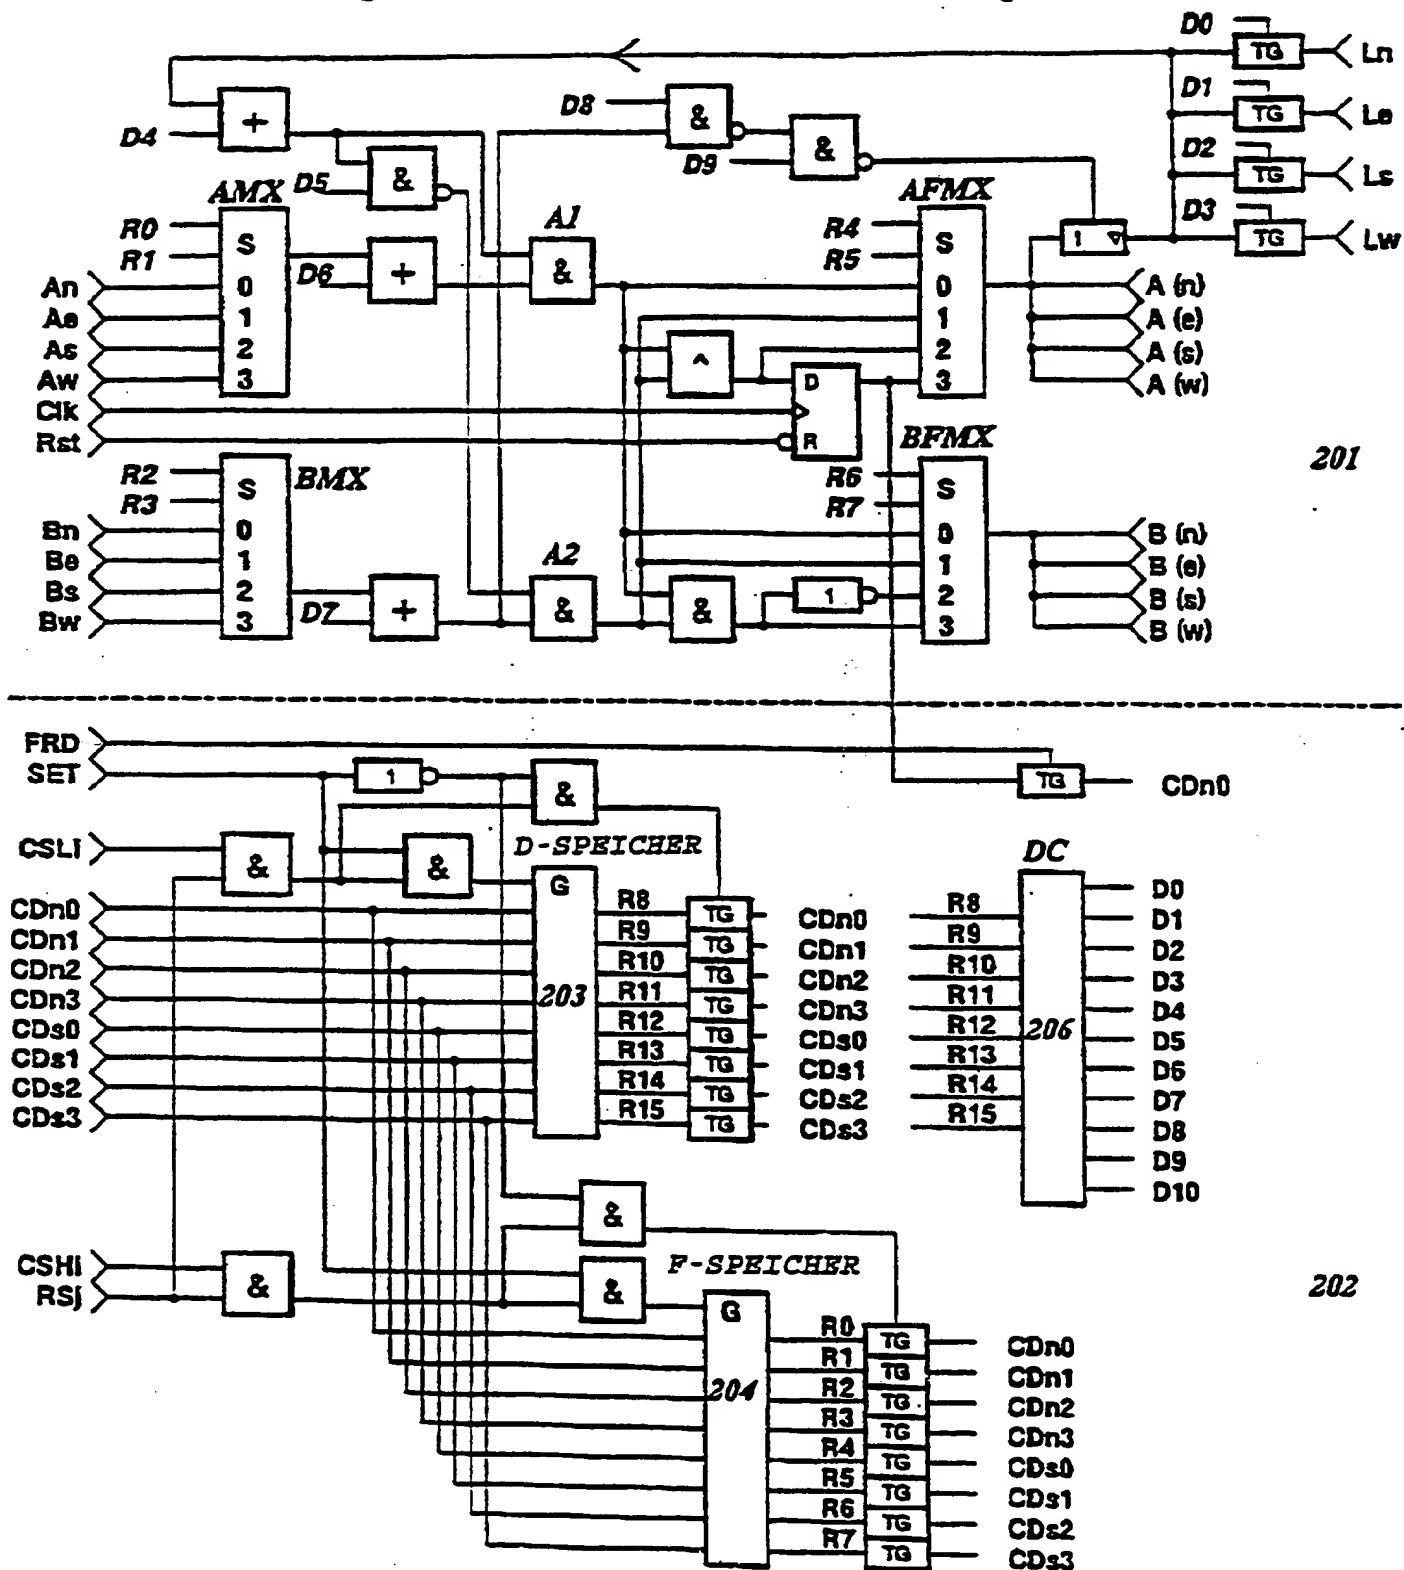 D0
TG Ln
D1
TG Le
D2
TG Ls
D3
TG Lw
+
D4
D8 &
D9 &
D5 &
AMX
R0
R1
S
0
1
2
3
An
Ae
As
Aw
Clk
Rst
D6 +
A1
&
^
D
R
AFMX
R4
R5
S
0
1
2
3
1
A (n)
A (e)
A (s)
A (w)
201
BMX
R2
R3
S
0
1
2
3
Bn
Be
Bs
Bw
D7 +
A2
&
&
1
BFMX
R6
R7
S
0
1
2
3
B (n)
B (e)
B (s)
B (w)
FRD
SET
1
&
TG CDn0
CSLi
&
&
D-SPEICHER
G
203
CDn0
CDn1
CDn2
CDn3
CDs0
CDs1
CDs2
CDs3
R8 TG CDn0
R9 TG CDn1
R10 TG CDn2
R11 TG CDn3
R12 TG CDs0
R13 TG CDs1
R14 TG CDs2
R15 TG CDs3
DC
206
R8
R9
R10
R11
R12
R13
R14
R15
D0
D1
D2
D3
D4
D5
D6
D7
D8
D9
D10
CSHi
RSj
&
&
&
F-SPEICHER
G
204
R0 TG CDn0
R1 TG CDn1
R2 TG CDn2
R3 TG CDn3
R4 TG CDs0
R5 TG CDs1
R6 TG CDs2
R7 TG CDs3
202